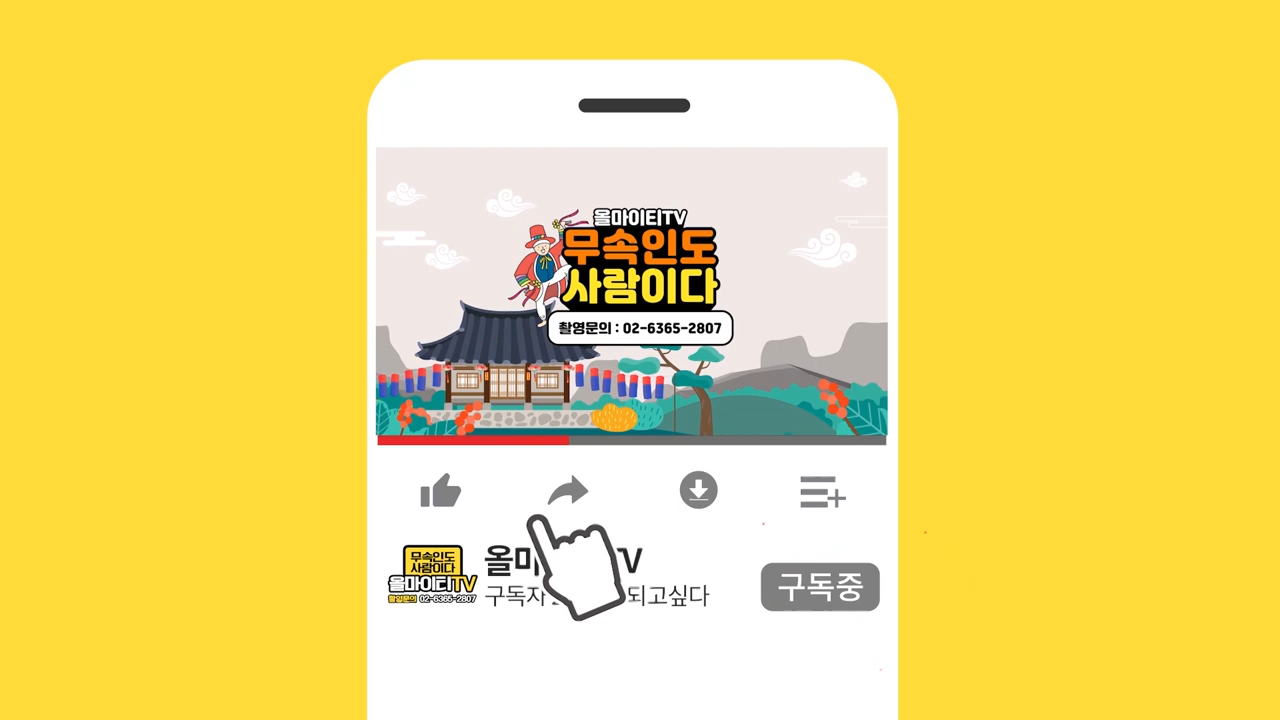 올마이티TV
무속인도
사람이다
촬영문의 : 02-6365-2807
무속인도
사람이다
올마이티TV
촬영문의 02-6365-2807
올마 V
구독자 되고싶다
구독중